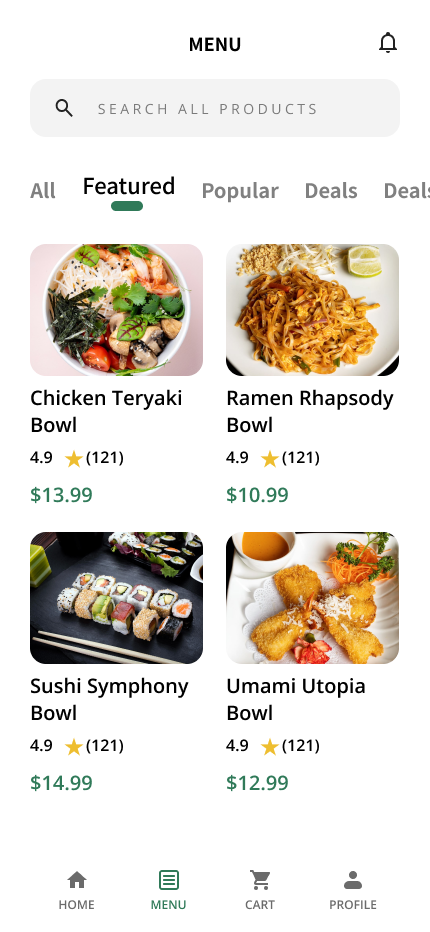 MENU
SEARCH ALL PRODUCTS
All Featured Popular Deals Deals
Chicken Teryaki
Bowl
4.9 (121)
$13.99
Ramen Rhapsody
Bowl
4.9 (121)
$10.99
Sushi Symphony
Bowl
4.9 (121)
$14.99
Umami Utopia
Bowl
4.9 (121)
$12.99
HOME MENU CART PROFILE